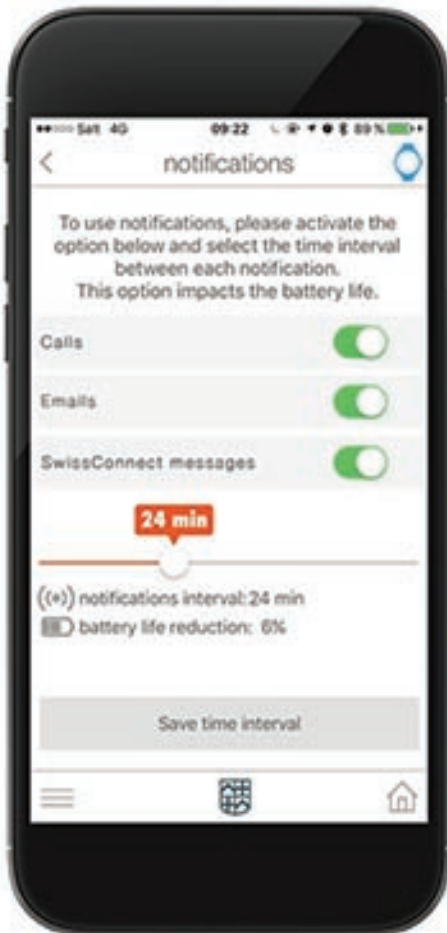 Salt 4G 09:22 89%
notifications
To use notifications, please activate the
option below and select the time interval
between each notification.
This option impacts the battery life.
Calls
Emails
SwissConnect messages
24 min
notifications interval: 24 min
battery life reduction: 6%
Save time interval